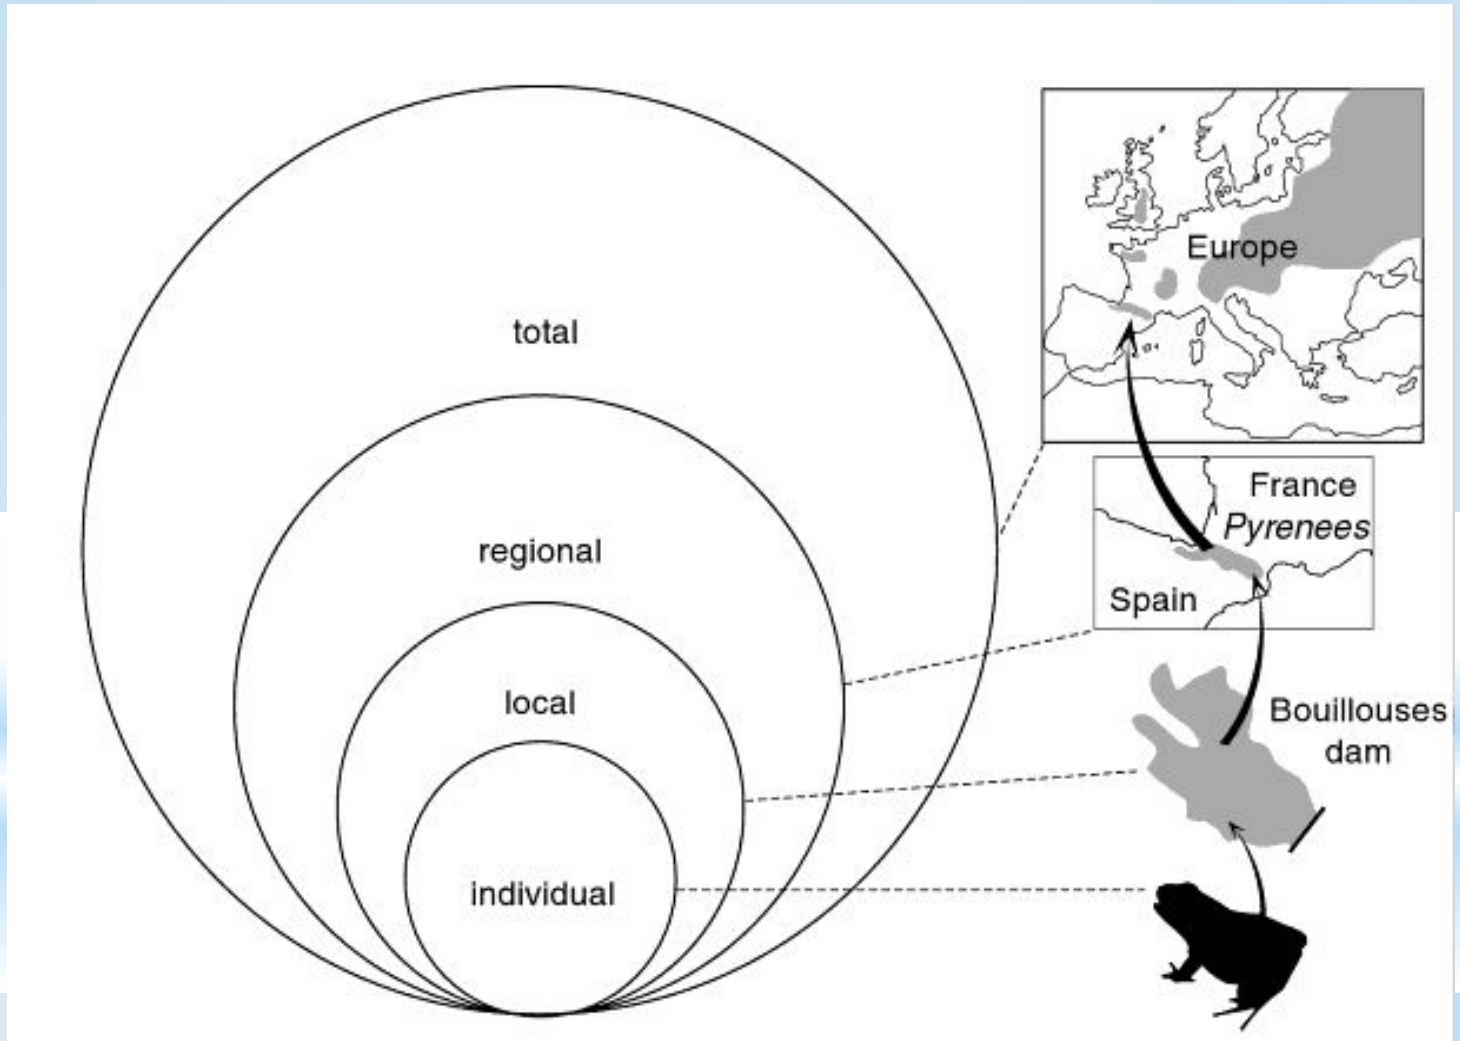 total
regional
local
individual
Europe
France
Pyrenees
Spain
Bouillouses
dam